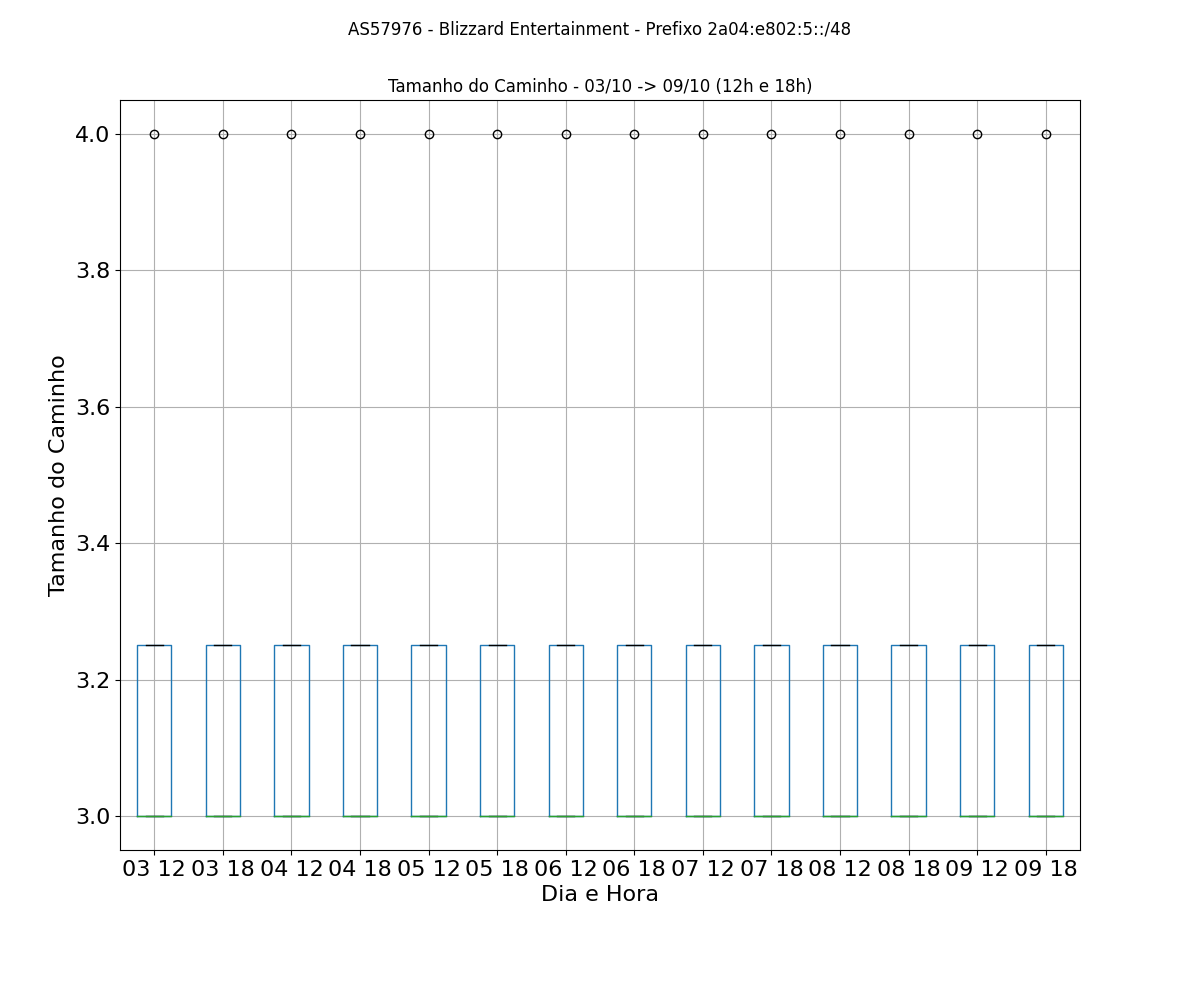 AS57976 - Blizzard Entertainment - Prefixo 2a04:e802:5::/48
Tamanho do Caminho - 03/10 -> 09/10 (12h e 18h)
Tamanho do Caminho
4.0
3.8
3.6
3.4
3.2
3.0
03 12 03 18 04 12 04 18 05 12 05 18 06 12 06 18 07 12 07 18 08 12 08 18 09 12 09 18
Dia e Hora